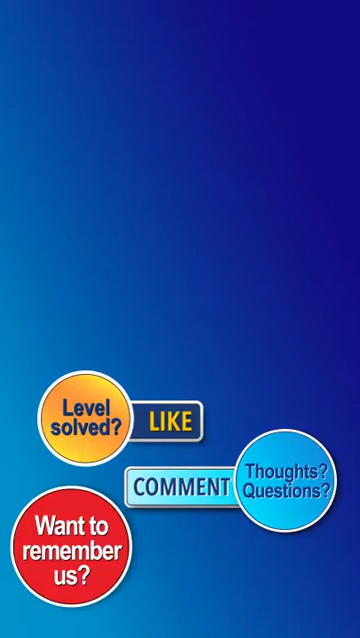 Level
solved?
LIKE
Thoughts?
Questions?
COMMENT
Want to
remember
us?